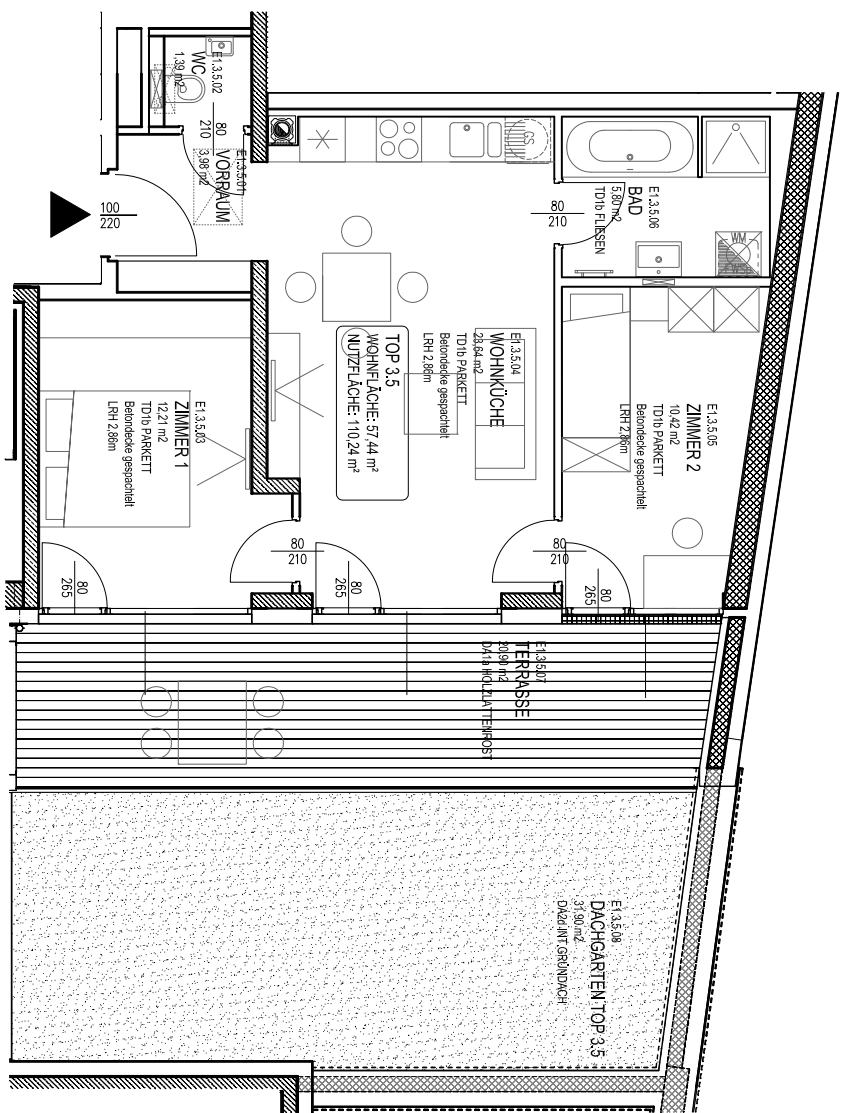 E1.3.5.02
WC
1,39 m2
80
210
E1.3.5.01
VORRAUM
3,98 m2
100
220
GS
E1.3.5.06
BAD
5,80 m2
TD1b FLIESEN
WM
80
210
E1.3.5.04
WOHNKÜCHE
23,64 m2
TD1b PARKETT
Betondecke gespachtelt
LRH 2,86m
TOP 3.5
WOHNFLÄCHE: 57,44 m²
NUTZFLÄCHE: 110,24 m²
E1.3.5.03
ZIMMER 1
12,21 m2
TD1b PARKETT
Betondecke gespachtelt
LRH 2,86m
E1.3.5.05
ZIMMER 2
10,42 m2
TD1b PARKETT
Betondecke gespachtelt
LRH 2,86m
80
210
80
210
80
265
80
265
80
265
E1.3.5.07
TERRASSE
20,90 m2
DA1a HOLZLATTENROST
E1.3.5.08
DACHGARTEN TOP 3.5
31,90 m2
DA2d INT.GRÜNDACH